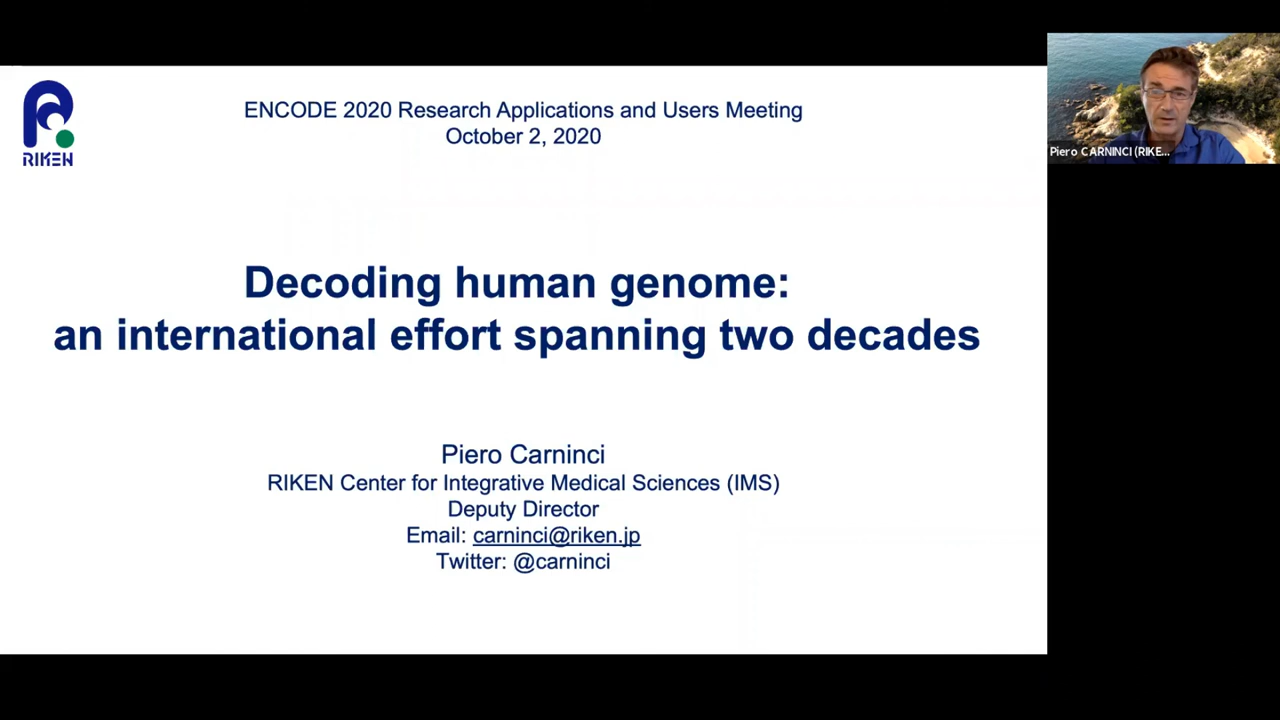 RIKEN
ENCODE 2020 Research Applications and Users Meeting
October 2, 2020
Decoding human genome:
an international effort spanning two decades
Piero Carninci
RIKEN Center for Integrative Medical Sciences (IMS)
Deputy Director
Email: carninci@riken.jp
Twitter: @carninci
Piero CARNINCI (RIKE...